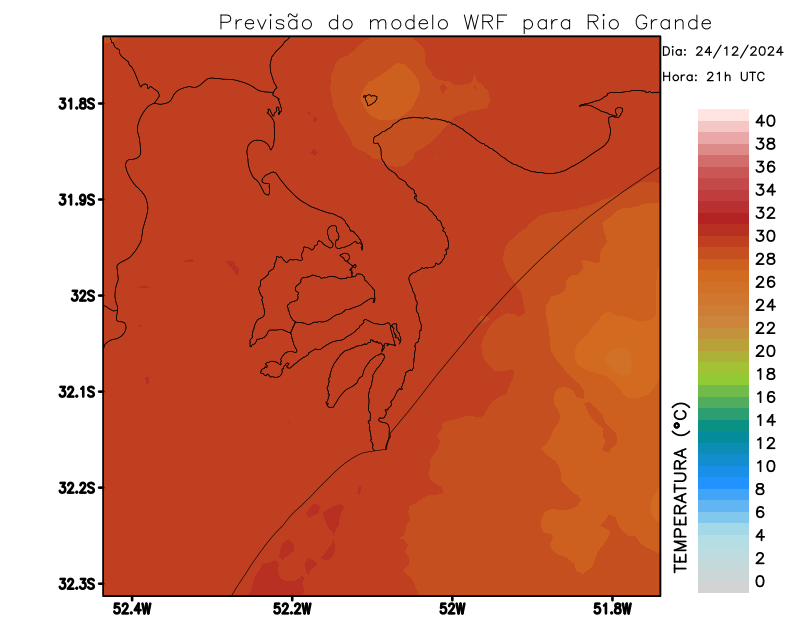 Previsão do modelo WRF para Rio Grande
Dia: 24/12/2024
Hora: 21h UTC
31.8S
31.9S
32S
32.1S
32.2S
32.3S
52.4W
52.2W
52W
51.8W
TEMPERATURA (°C)
40
38
36
34
32
30
28
26
24
22
20
18
16
14
12
10
8
6
4
2
0